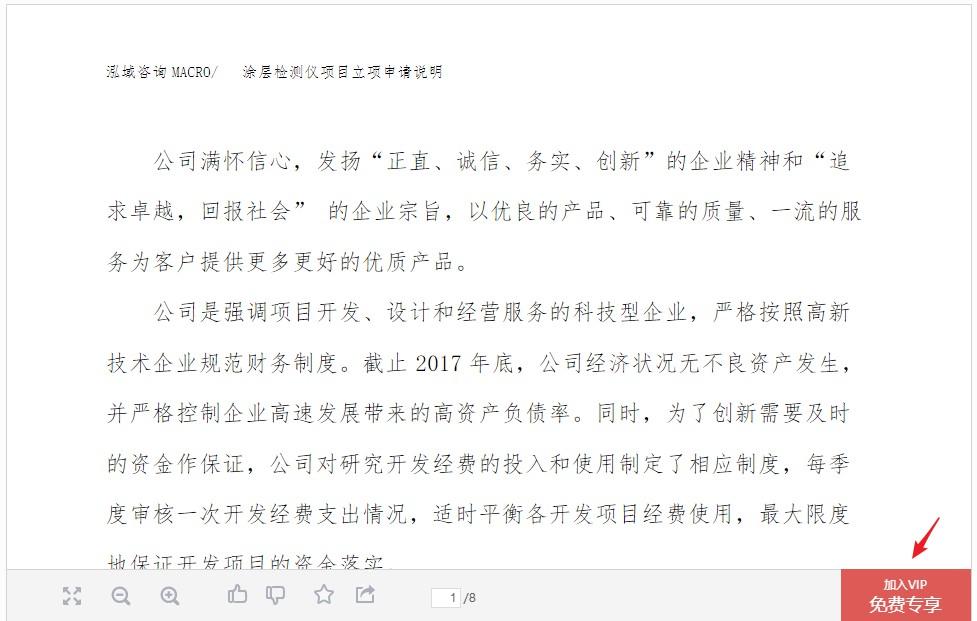 泓域咨询 MACRO/ 涂层检测仪项目立项申请说明
公司满怀信心，发扬“正直、诚信、务实、创新”的企业精神和“追
求卓越，回报社会” 的企业宗旨，以优良的产品、可靠的质量、一流的服
务为客户提供更多更好的优质产品。
公司是强调项目开发、设计和经营服务的科技型企业，严格按照高新
技术企业规范财务制度。截止 2017 年底，公司经济状况无不良资产发生，
并严格控制企业高速发展带来的高资产负债率。同时，为了创新需要及时
的资金作保证，公司对研究开发经费的投入和使用制定了相应制度，每季
度审核一次开发经费支出情况，适时平衡各开发项目经费使用，最大限度
地保证开发项目的资金落实。
1 /8
加入VIP
免费专享